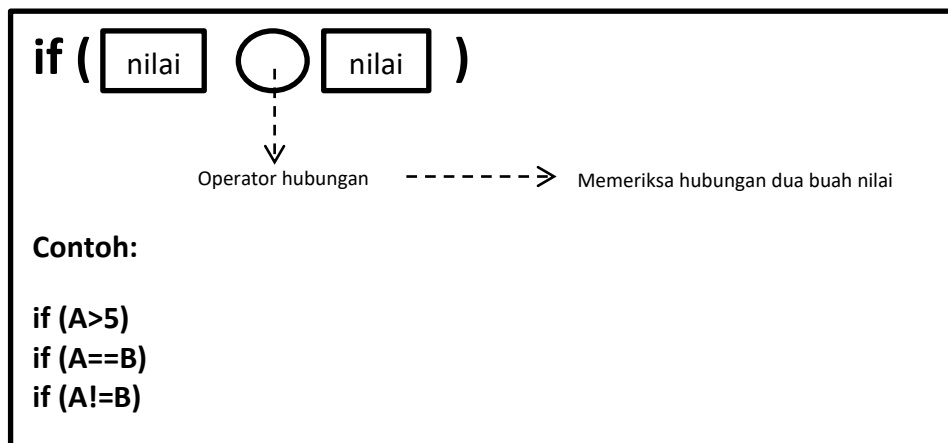 if ( nilai nilai )
Operator hubungan Memeriksa hubungan dua buah nilai
Contoh:
if (A>5)
if (A==B)
if (A!=B)